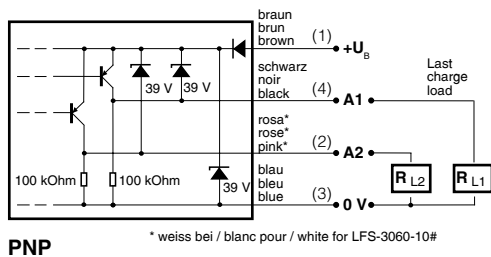 braun
brun
brown (1) +U_B
schwarz
noir
black (4) A1
Last
charge
load
39 V 39 V
rosa*
rose*
pink* (2) A2
100 kOhm 100 kOhm
39 V
blau
bleu
blue (3) 0 V
R L2 R L1
* weiss bei / blanc pour / white for LFS-3060-10#
PNP